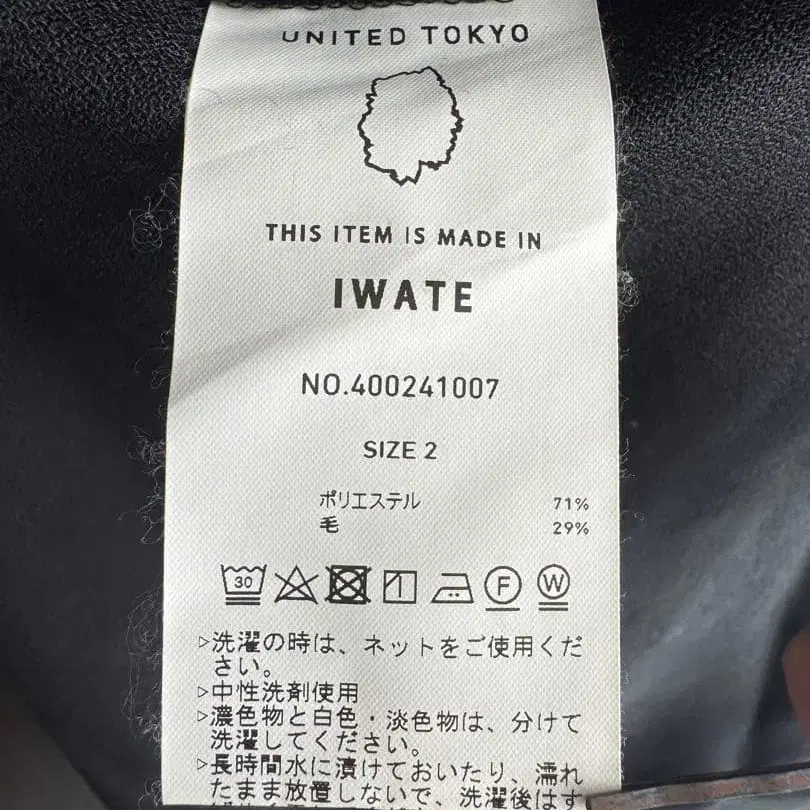 UNITED TOKYO
THIS ITEM IS MADE IN
IWATE
NO.400241007
SIZE 2
ポリエステル 71%
毛 29%
30 F W
▷洗濯の時は、ネットをご使用くだ
さい。
▷中性洗剤使用
▷濃色物と白色・淡色物は、分けて
洗濯してください。
▷長時間水に漬けておいたり、濡れ
たまま放置しないで、洗濯後はす